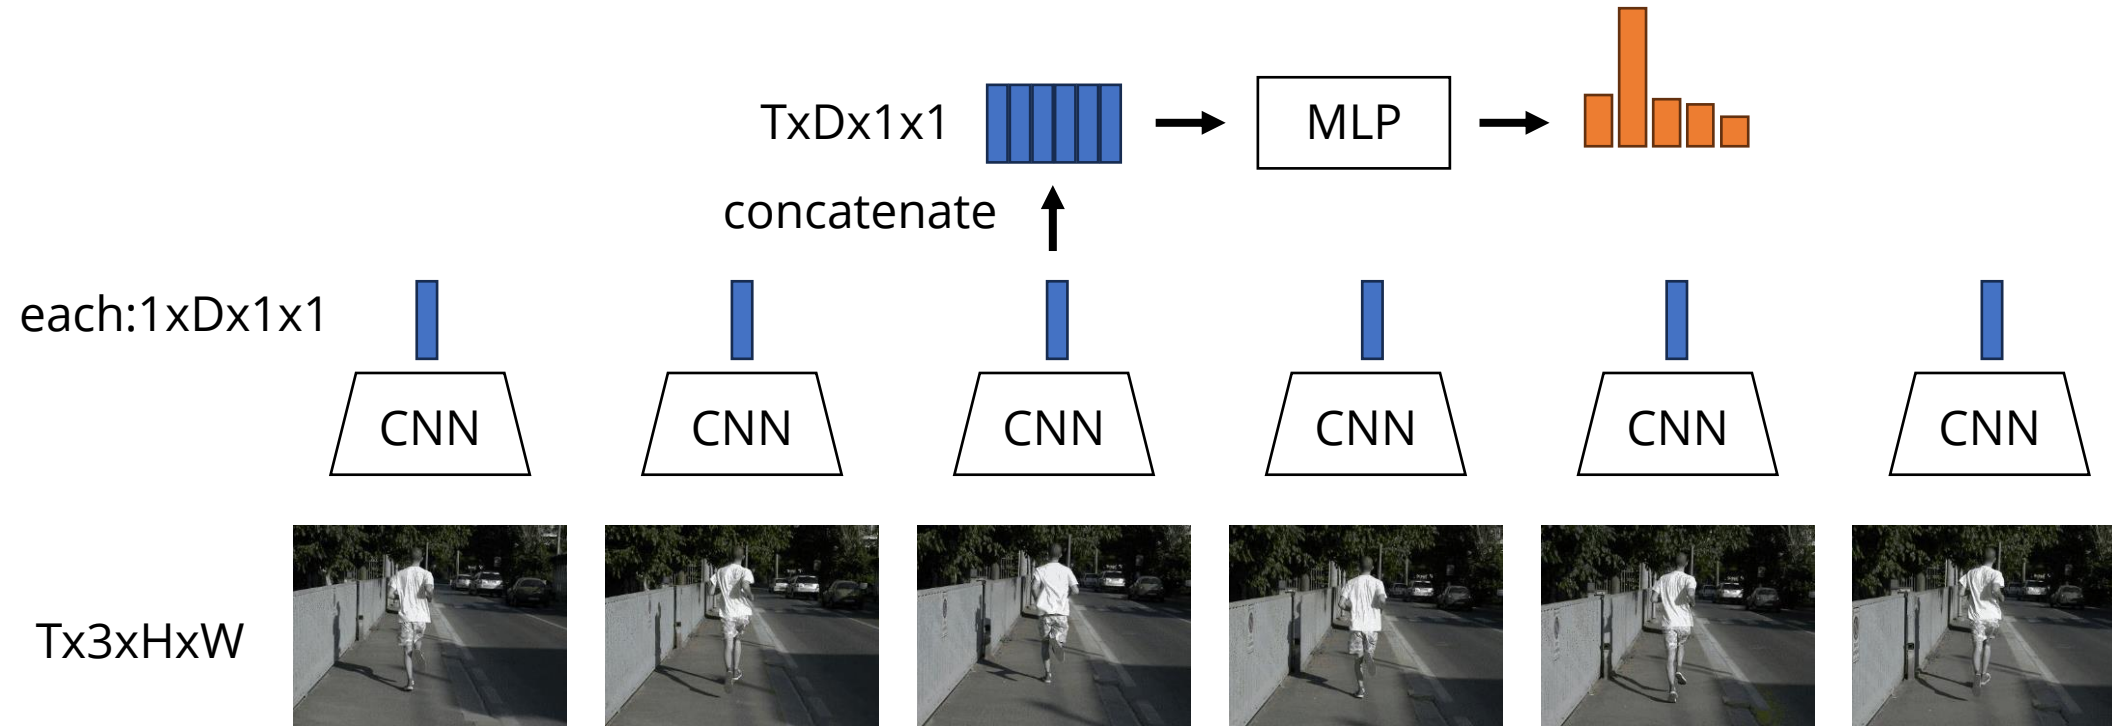 TxDx1x1
MLP
concatenate
each:1xDx1x1
CNN
CNN
CNN
CNN
CNN
CNN
Tx3xHxW